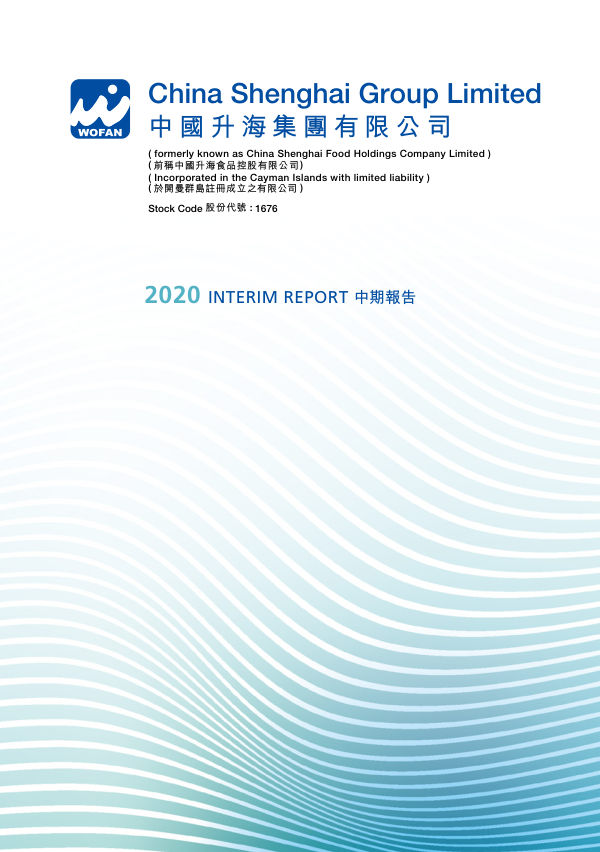 WOFAN
China Shenghai Group Limited
中國升海集團有限公司
( formerly known as China Shenghai Food Holdings Company Limited )
( 前稱中國升海食品控股有限公司)
( Incorporated in the Cayman Islands with limited liability )
( 於開曼群島註冊成立之有限公司 )
Stock Code 股份代號 : 1676
2020 INTERIM REPORT 中期報告